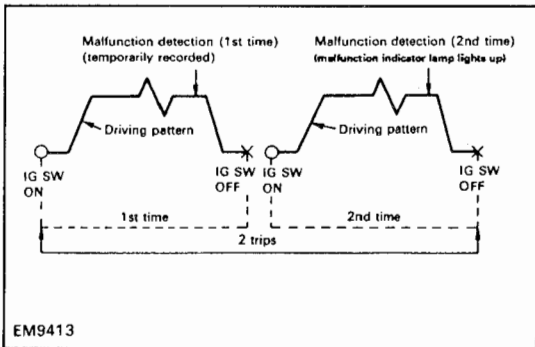 Malfunction detection (1st time)
(temporarily recorded)
Malfunction detection (2nd time)
(malfunction indicator lamp lights up)
Driving pattern
Driving pattern
IG SW
ON
IG SW
OFF
IG SW
ON
IG SW
OFF
1st time
2nd time
2 trips
EM9413